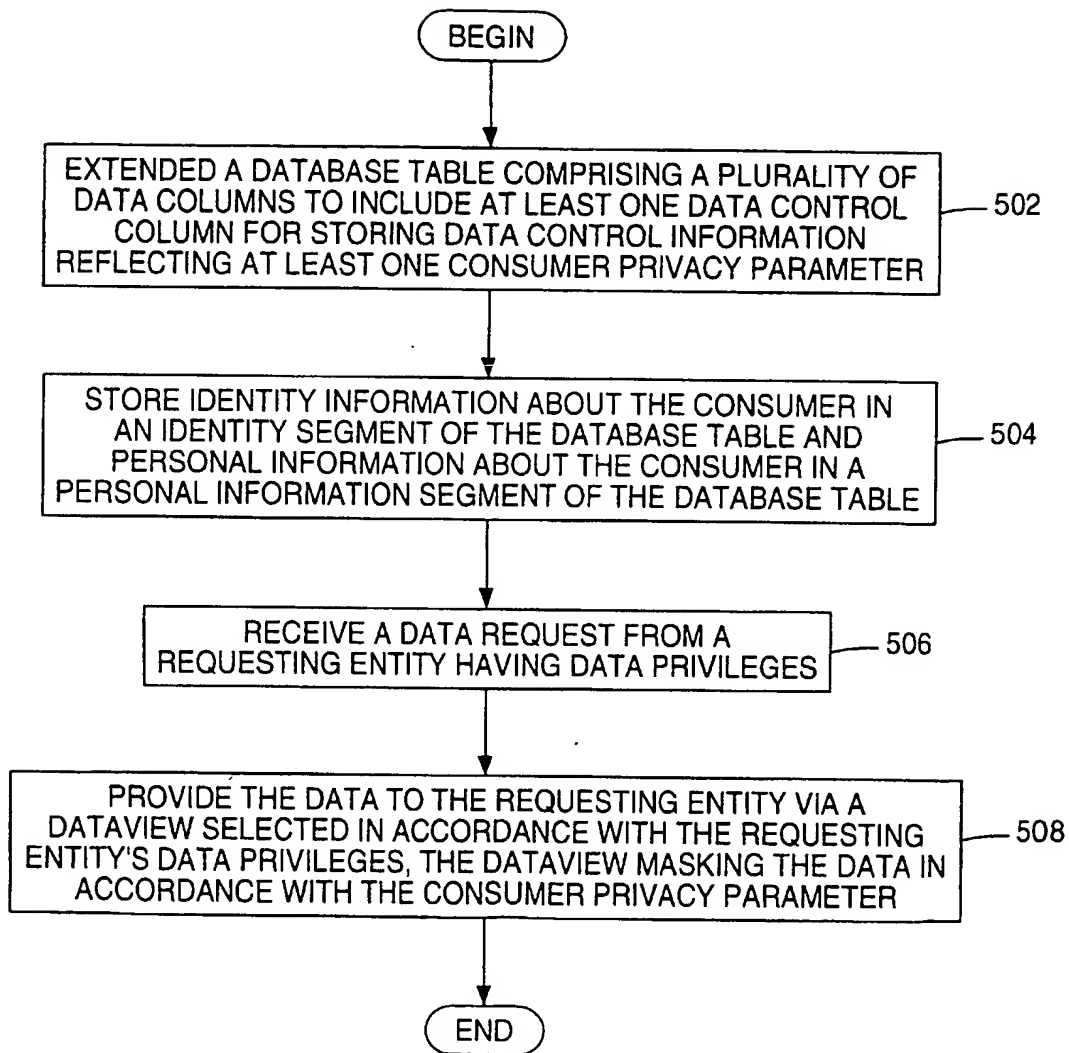 BEGIN
EXTENDED A DATABASE TABLE COMPRISING A PLURALITY OF
DATA COLUMNS TO INCLUDE AT LEAST ONE DATA CONTROL
COLUMN FOR STORING DATA CONTROL INFORMATION
REFLECTING AT LEAST ONE CONSUMER PRIVACY PARAMETER
502
STORE IDENTITY INFORMATION ABOUT THE CONSUMER IN
AN IDENTITY SEGMENT OF THE DATABASE TABLE AND
PERSONAL INFORMATION ABOUT THE CONSUMER IN A
PERSONAL INFORMATION SEGMENT OF THE DATABASE TABLE
504
RECEIVE A DATA REQUEST FROM A
REQUESTING ENTITY HAVING DATA PRIVILEGES
506
PROVIDE THE DATA TO THE REQUESTING ENTITY VIA A
DATAVIEW SELECTED IN ACCORDANCE WITH THE REQUESTING
ENTITY'S DATA PRIVILEGES, THE DATAVIEW MASKING THE DATA IN
ACCORDANCE WITH THE CONSUMER PRIVACY PARAMETER
508
END